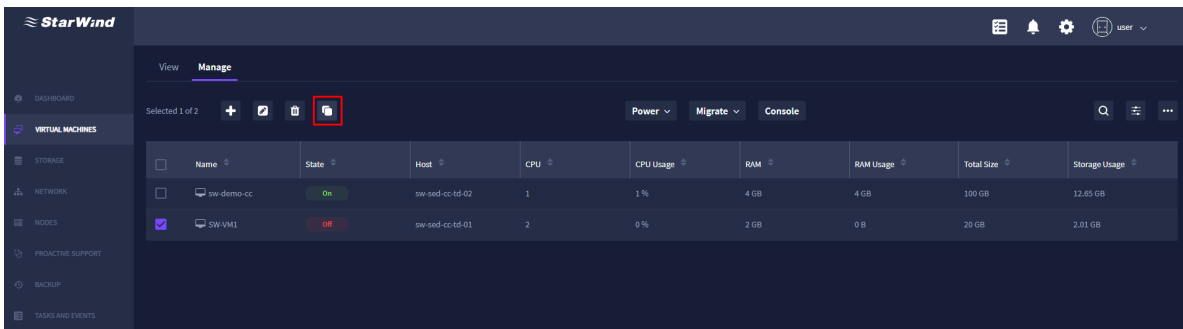 StarWind
user
View Manage
DASHBOARD
Selected 1 of 2 Power Migrate Console
VIRTUAL MACHINES
STORAGE
Name State Host CPU CPU Usage RAM RAM Usage Total Size Storage Usage
NETWORK
sw-demo-cc On sw-sed-cc-td-02 1 1 % 4 GB 4 GB 100 GB 12.65 GB
NODES
SW-VM1 Off sw-sed-cc-td-01 2 0 % 2 GB 0 B 20 GB 2.01 GB
PROACTIVE SUPPORT
BACKUP
TASKS AND EVENTS